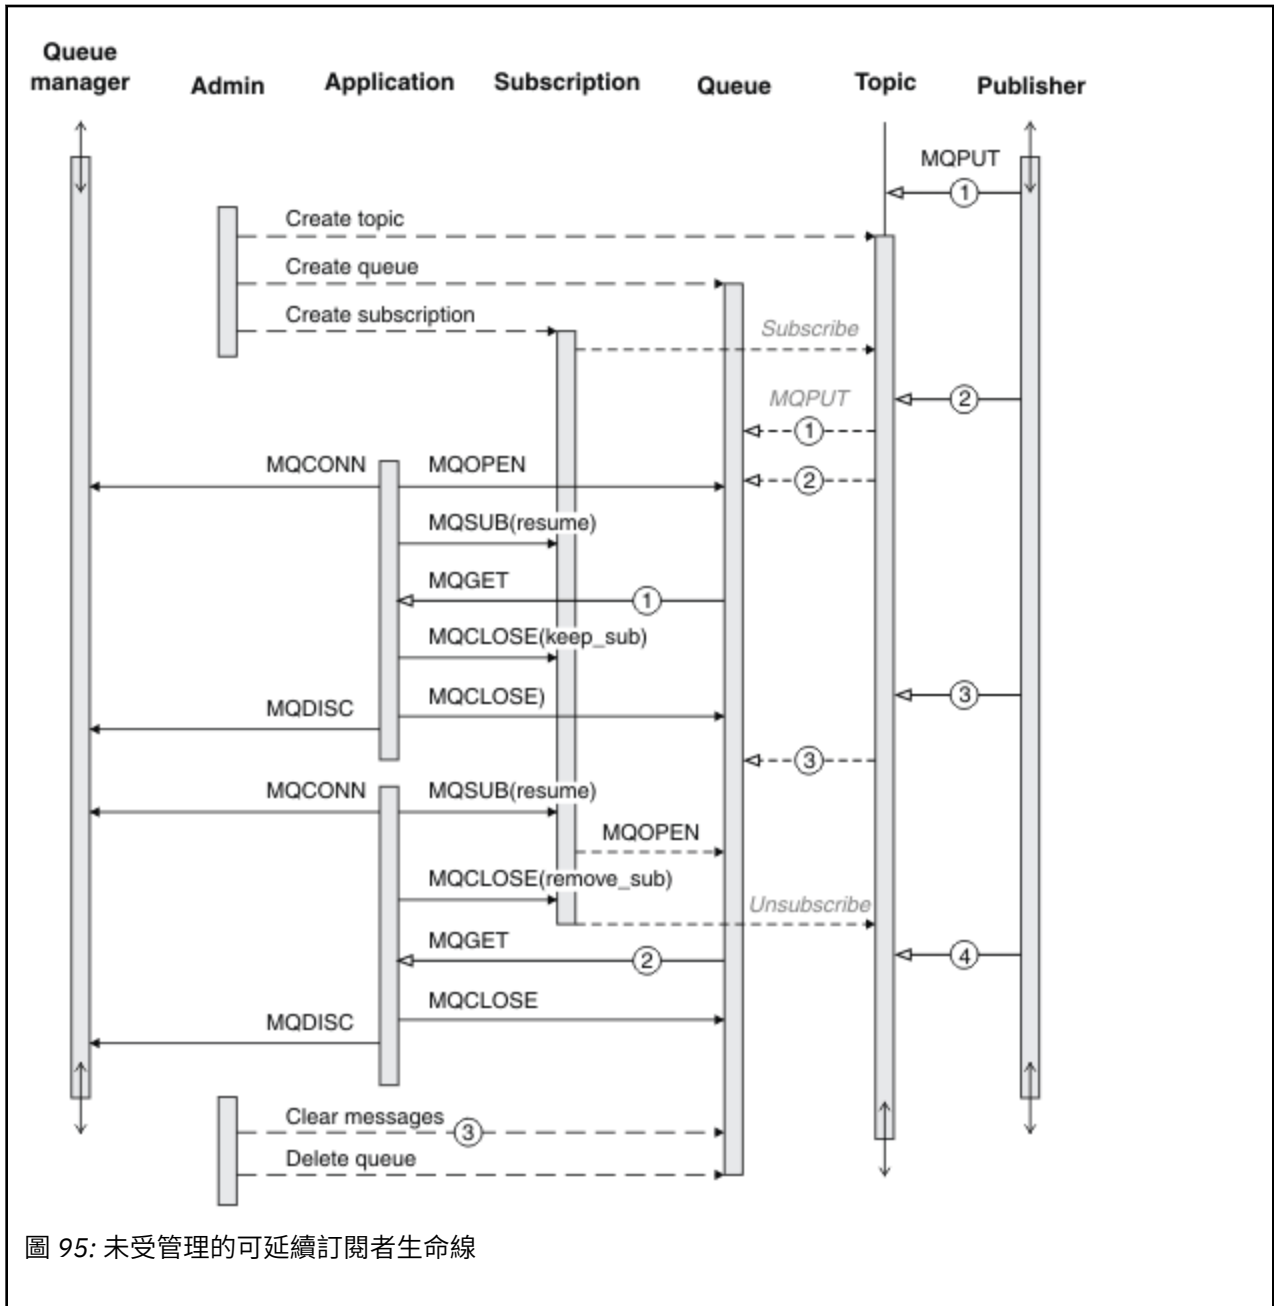 Queue
manager
Admin
Application
Subscription
Queue
Topic
Publisher
MQPUT
1
Create topic
Create queue
Create subscription
Subscribe
MQPUT
2
1
MQCONN
MQOPEN
2
MQSUB(resume)
MQGET
1
MQCLOSE(keep_sub)
3
MQDISC
MQCLOSE)
3
MQCONN
MQSUB(resume)
MQOPEN
MQCLOSE(remove_sub)
Unsubscribe
MQGET
2
4
MQCLOSE
MQDISC
Clear messages
3
Delete queue
圖 95: 未受管理的可延續訂閱者生命線